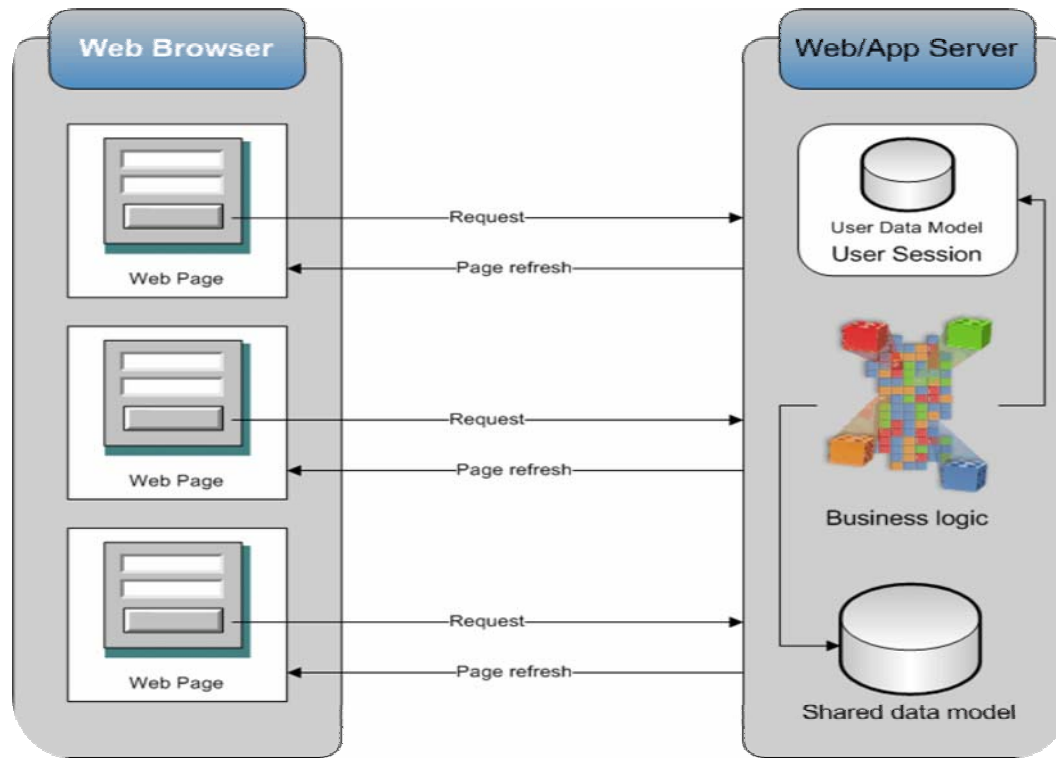 Web Browser
Web/App Server
Request
Page refresh
Web Page
User Data Model
User Session
Request
Page refresh
Web Page
Business logic
Request
Page refresh
Web Page
Shared data model